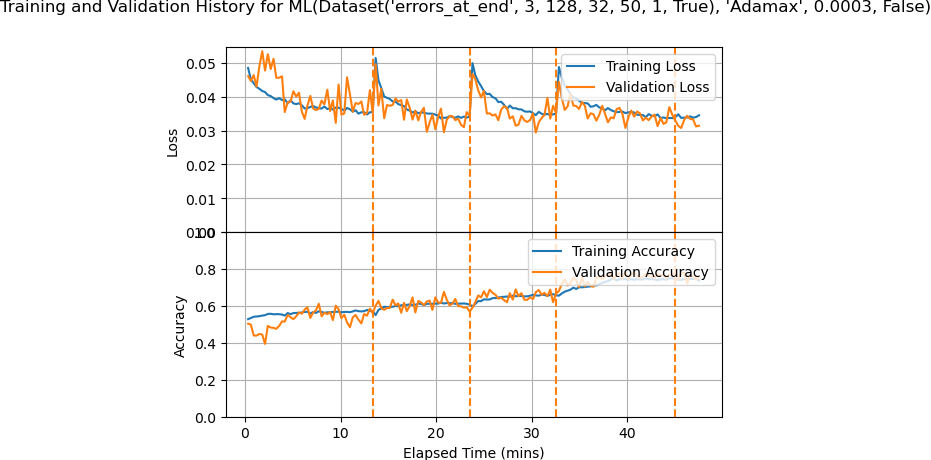 Training and Validation History for ML(Dataset('errors_at_end', 3, 128, 32, 50, 1, True), 'Adamax', 0.0003, False)
0.05
0.04
0.03
0.02
0.01
0.00
Loss
Training Loss
Validation Loss
1.0
0.8
0.6
0.4
0.2
0.0
Accuracy
Training Accuracy
Validation Accuracy
0 10 20 30 40
Elapsed Time (mins)